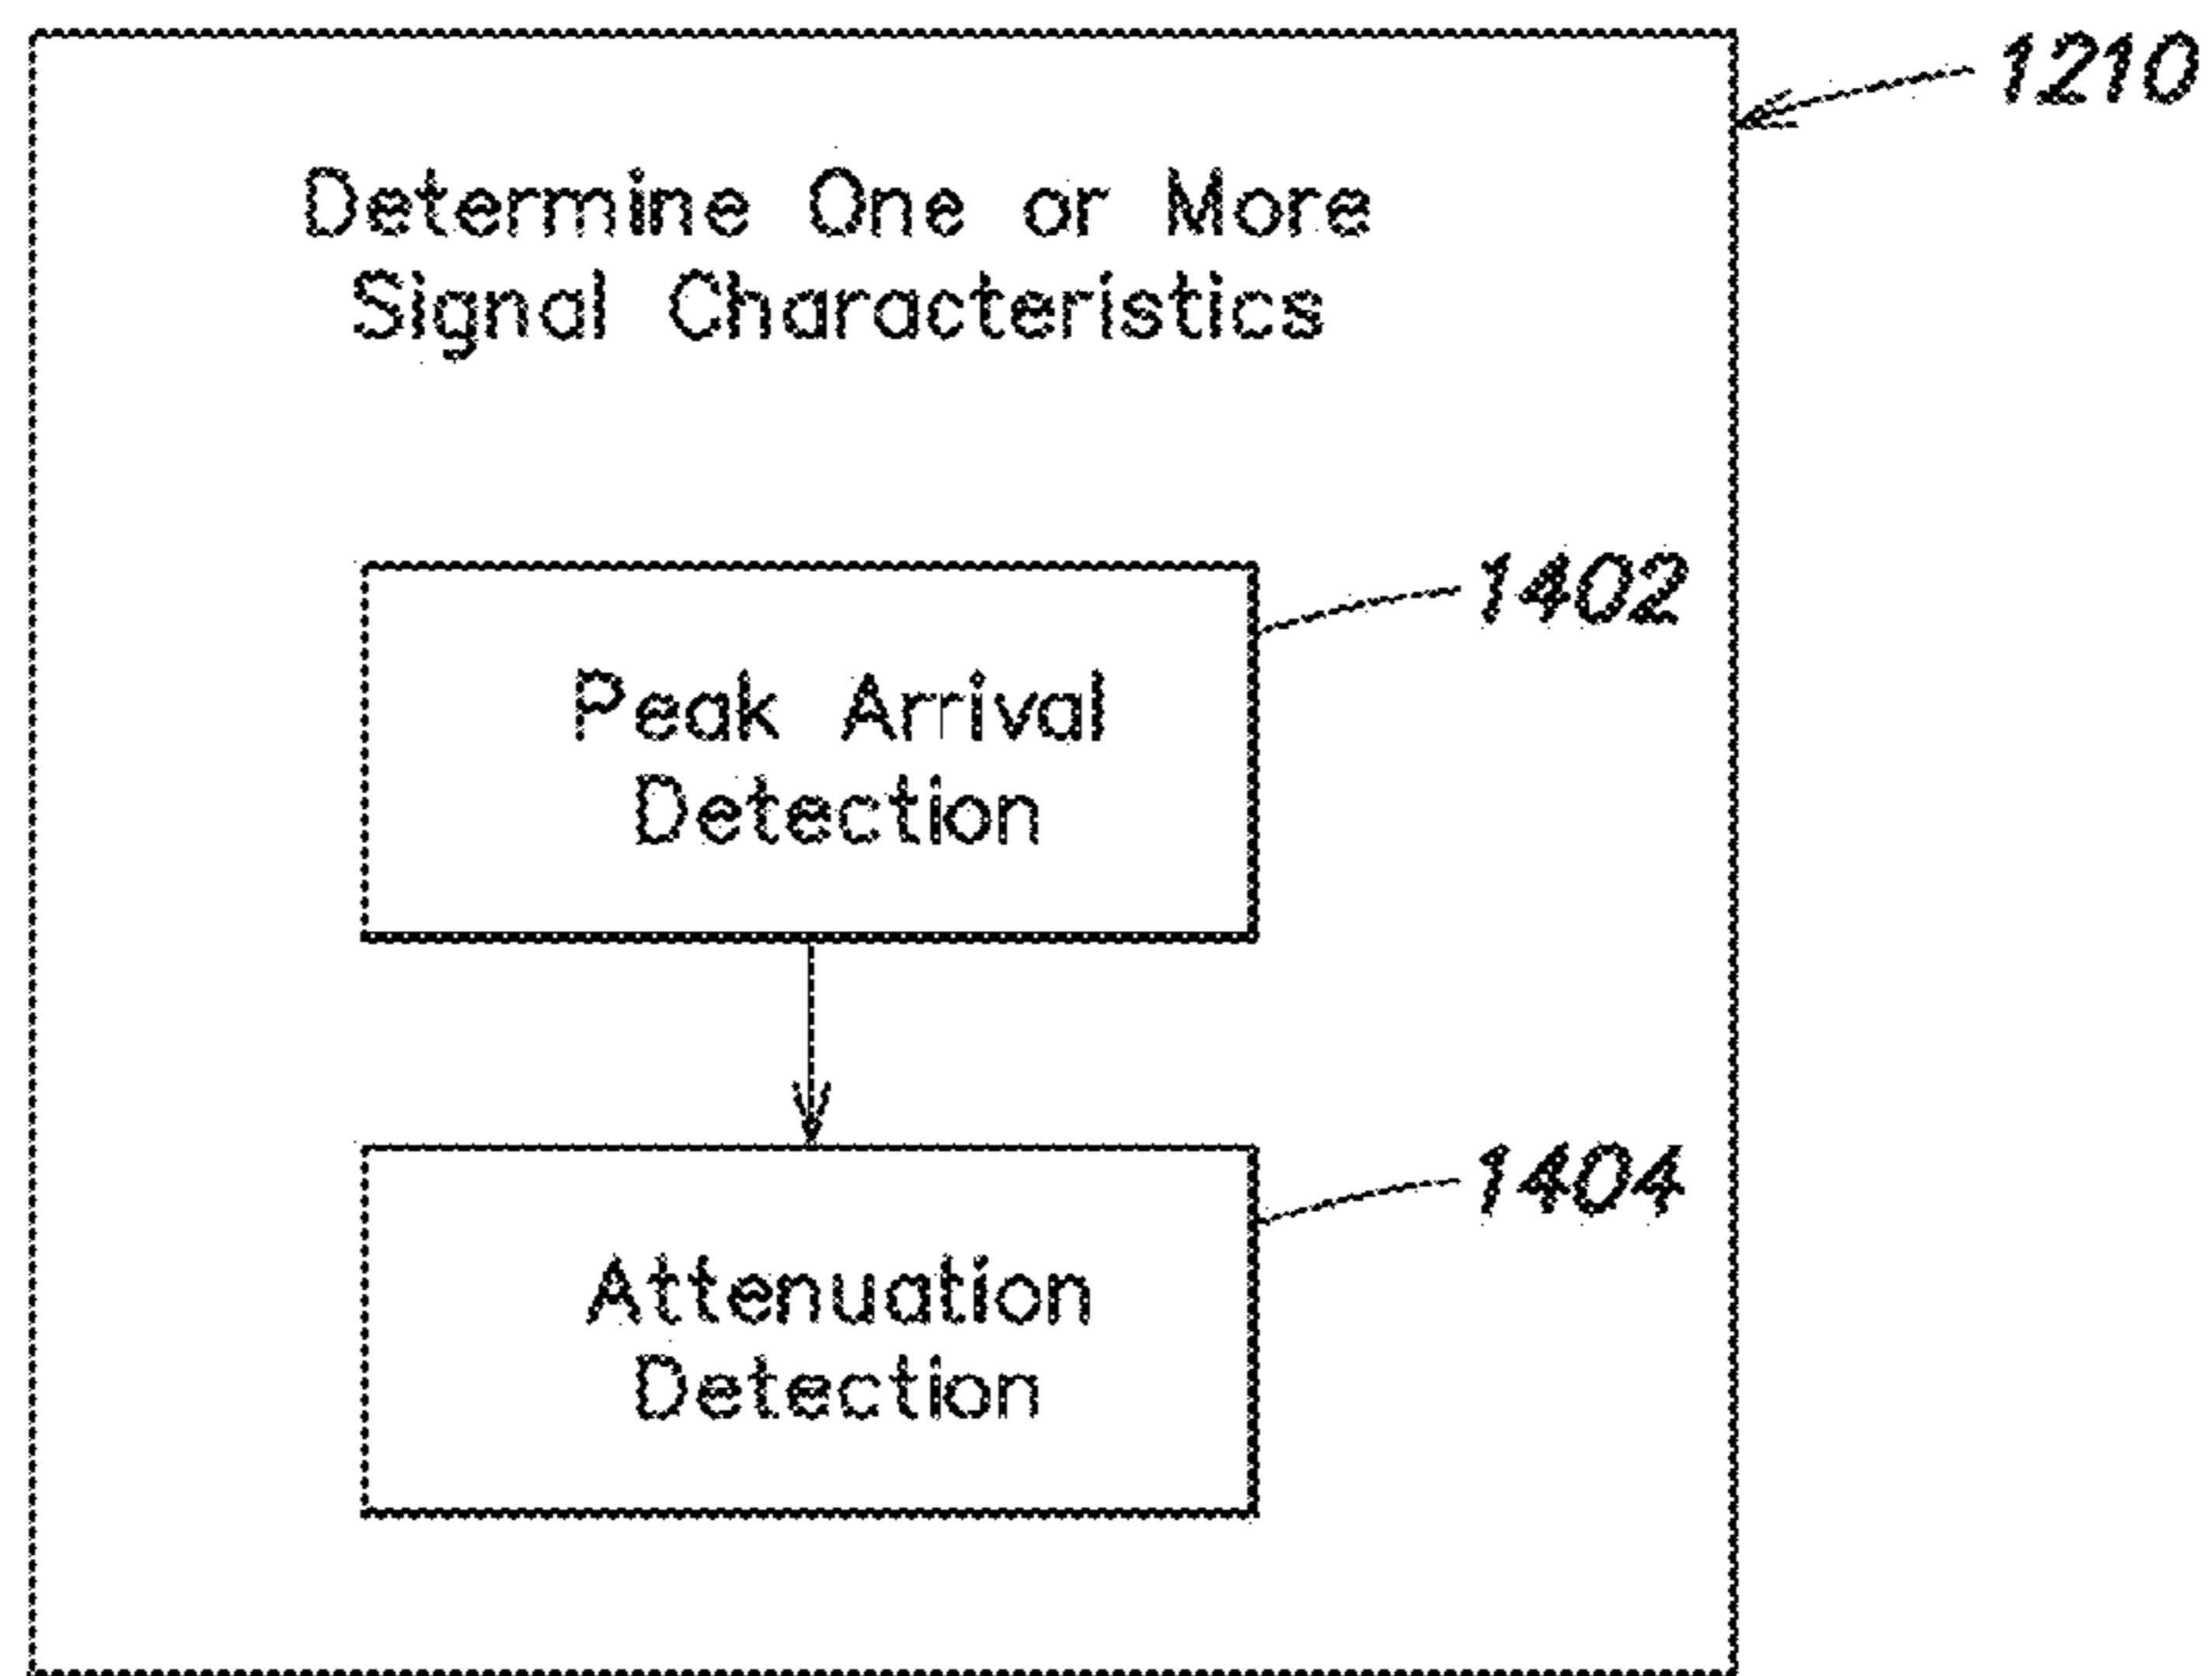 1210
Determine One or More
Signal Characteristics
1402
Peak Arrival
Detection
1404
Attenuation
Detection